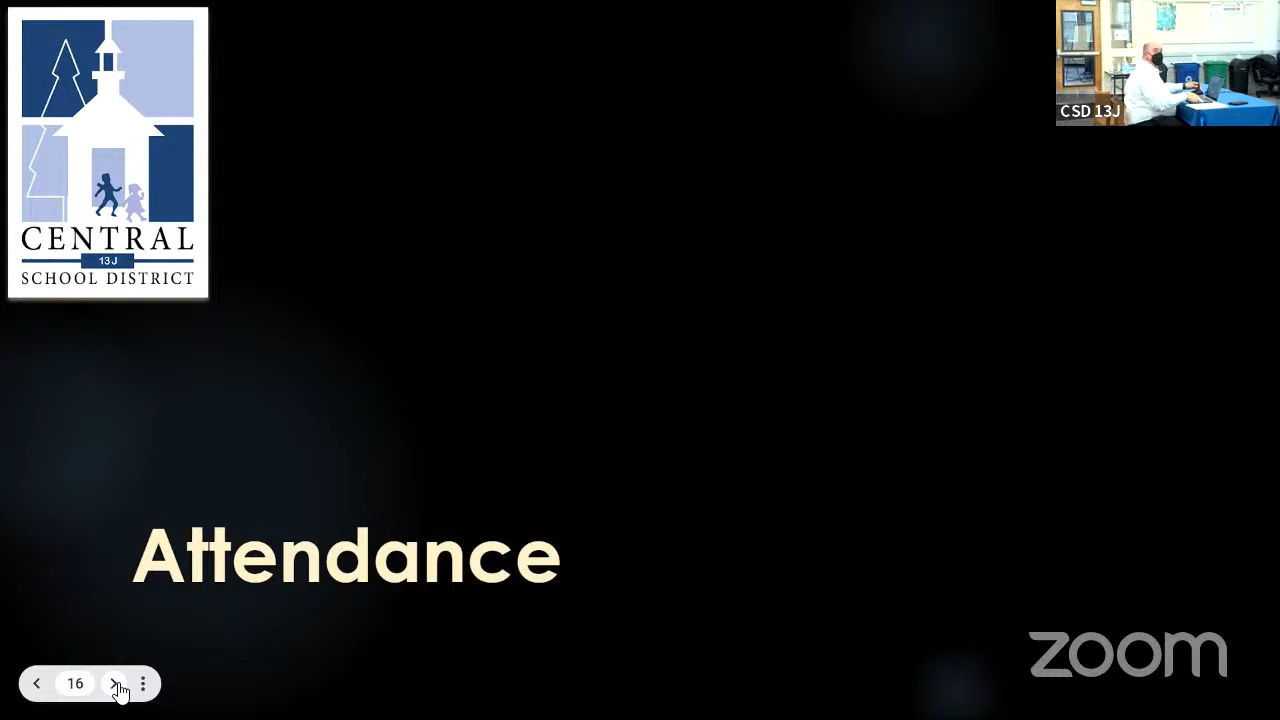 CENTRAL
13J
SCHOOL DISTRICT
CSD 13J
Attendance
16
zoom